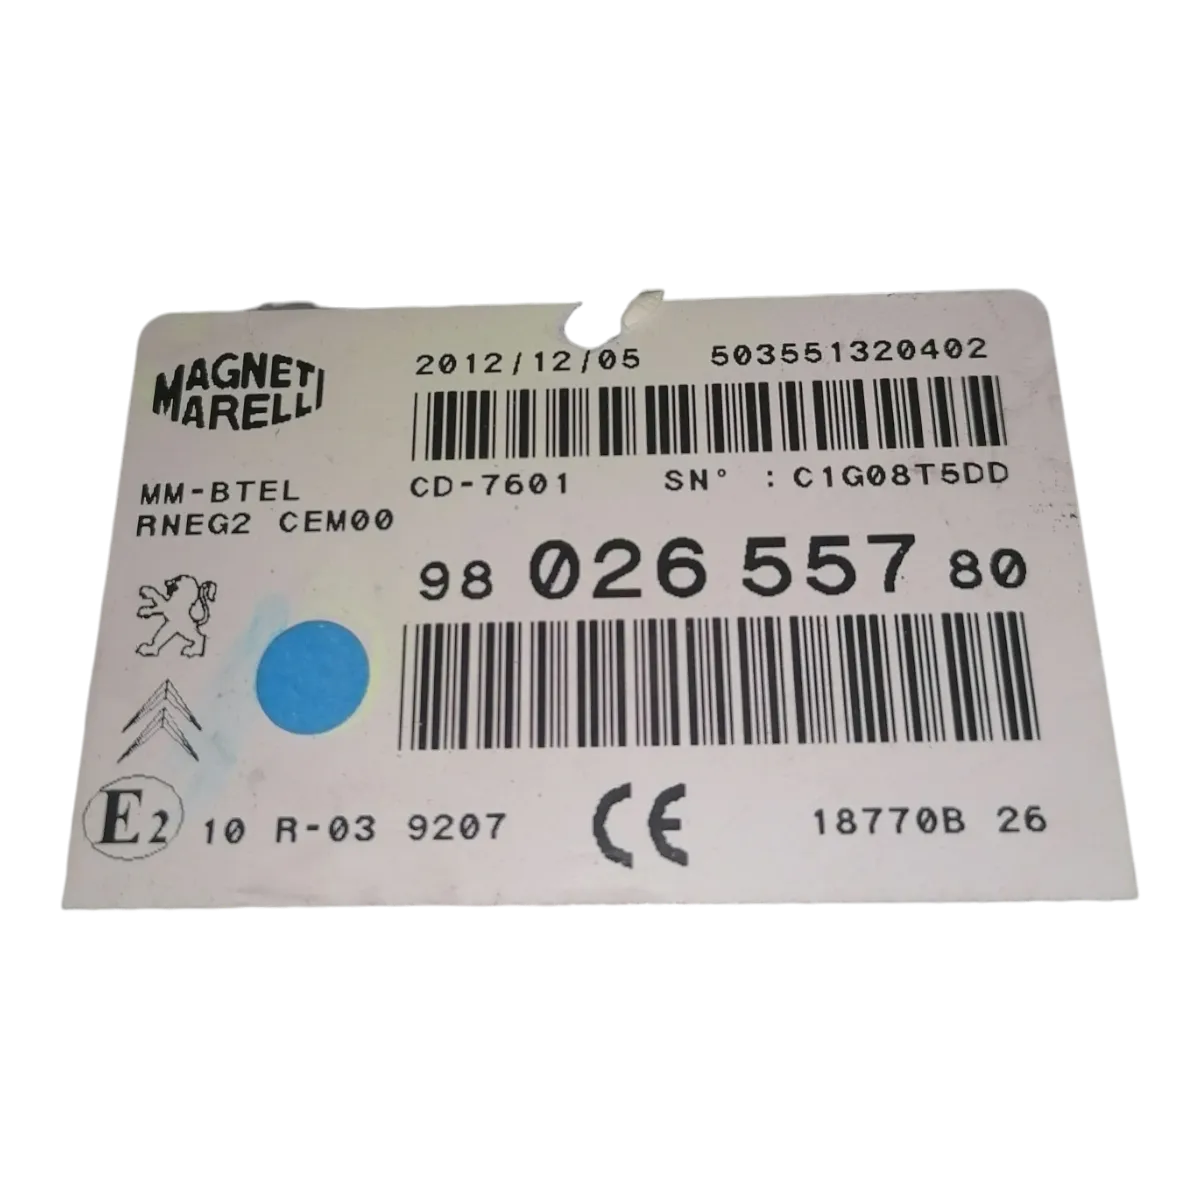 MAGNETI
MARELLI
2012/12/05 503551320402
MM-BTEL
RNEG2 CEM00
CD-7601 SN° : C1G08T5DD
98 026 557 80
E2 10 R-03 9207 CE 18770B 26